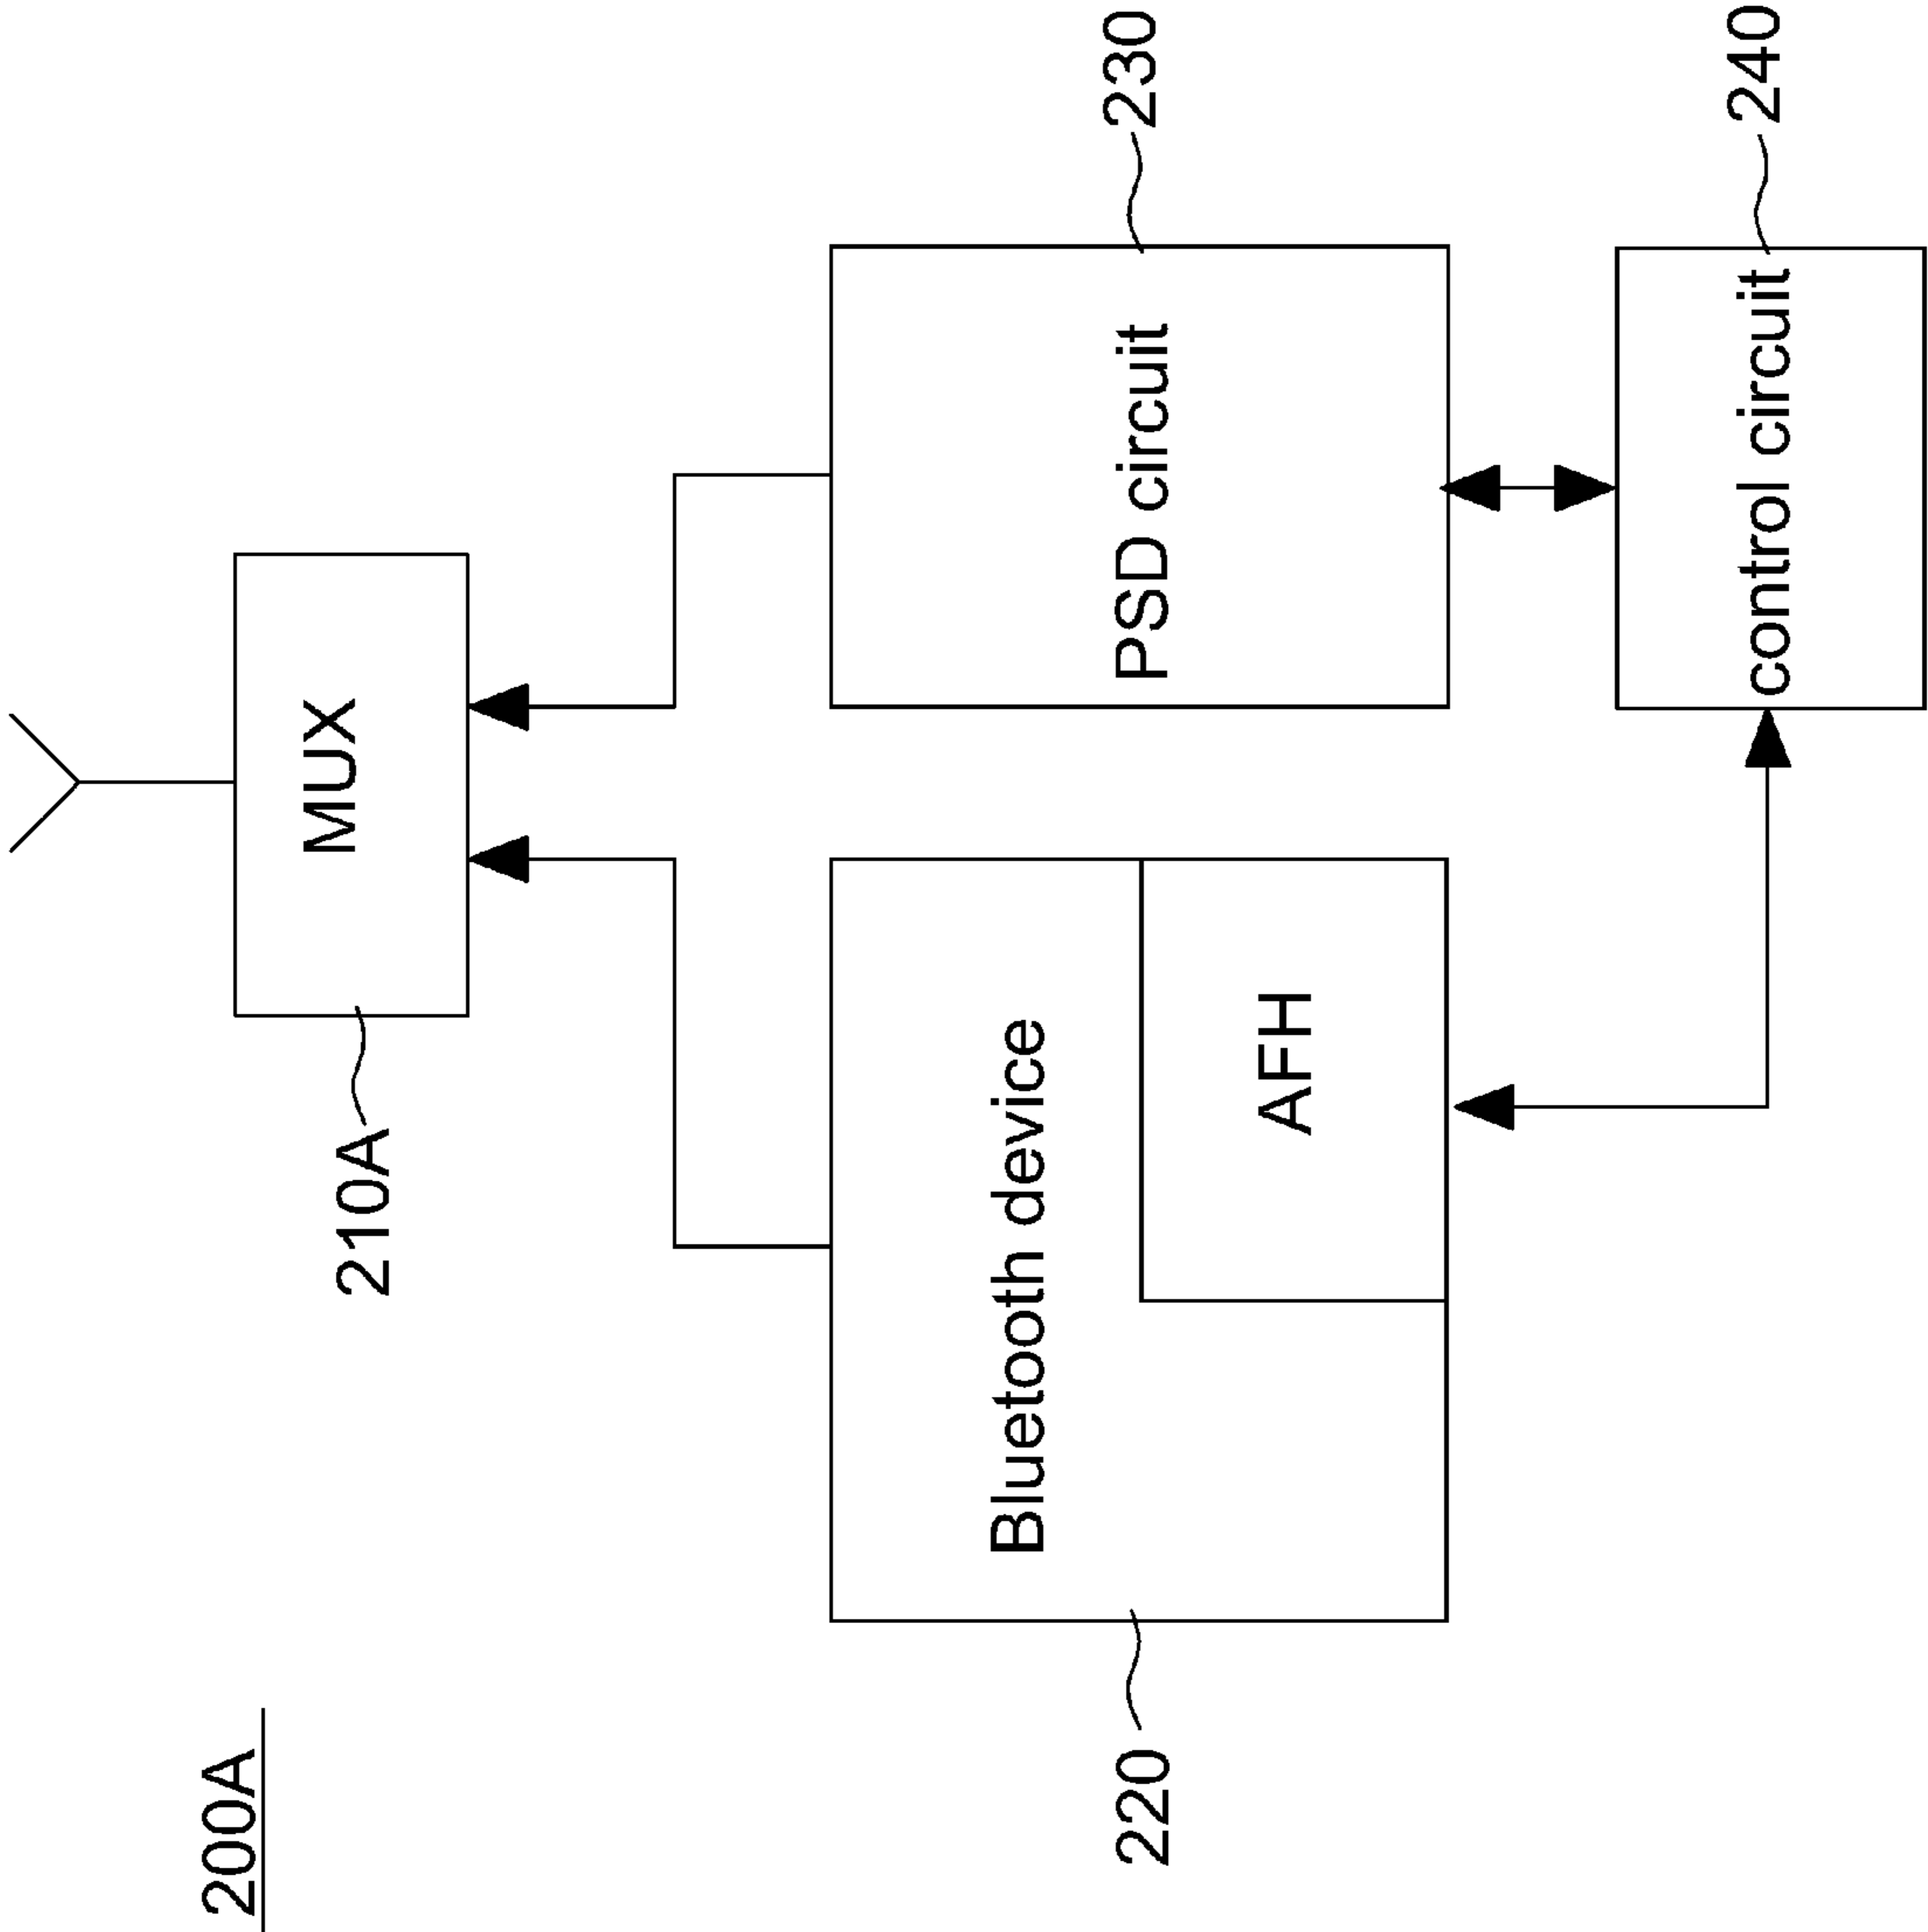 200A
210A
MUX
220
Bluetooth device
AFH
PSD circuit
230
control circuit
240